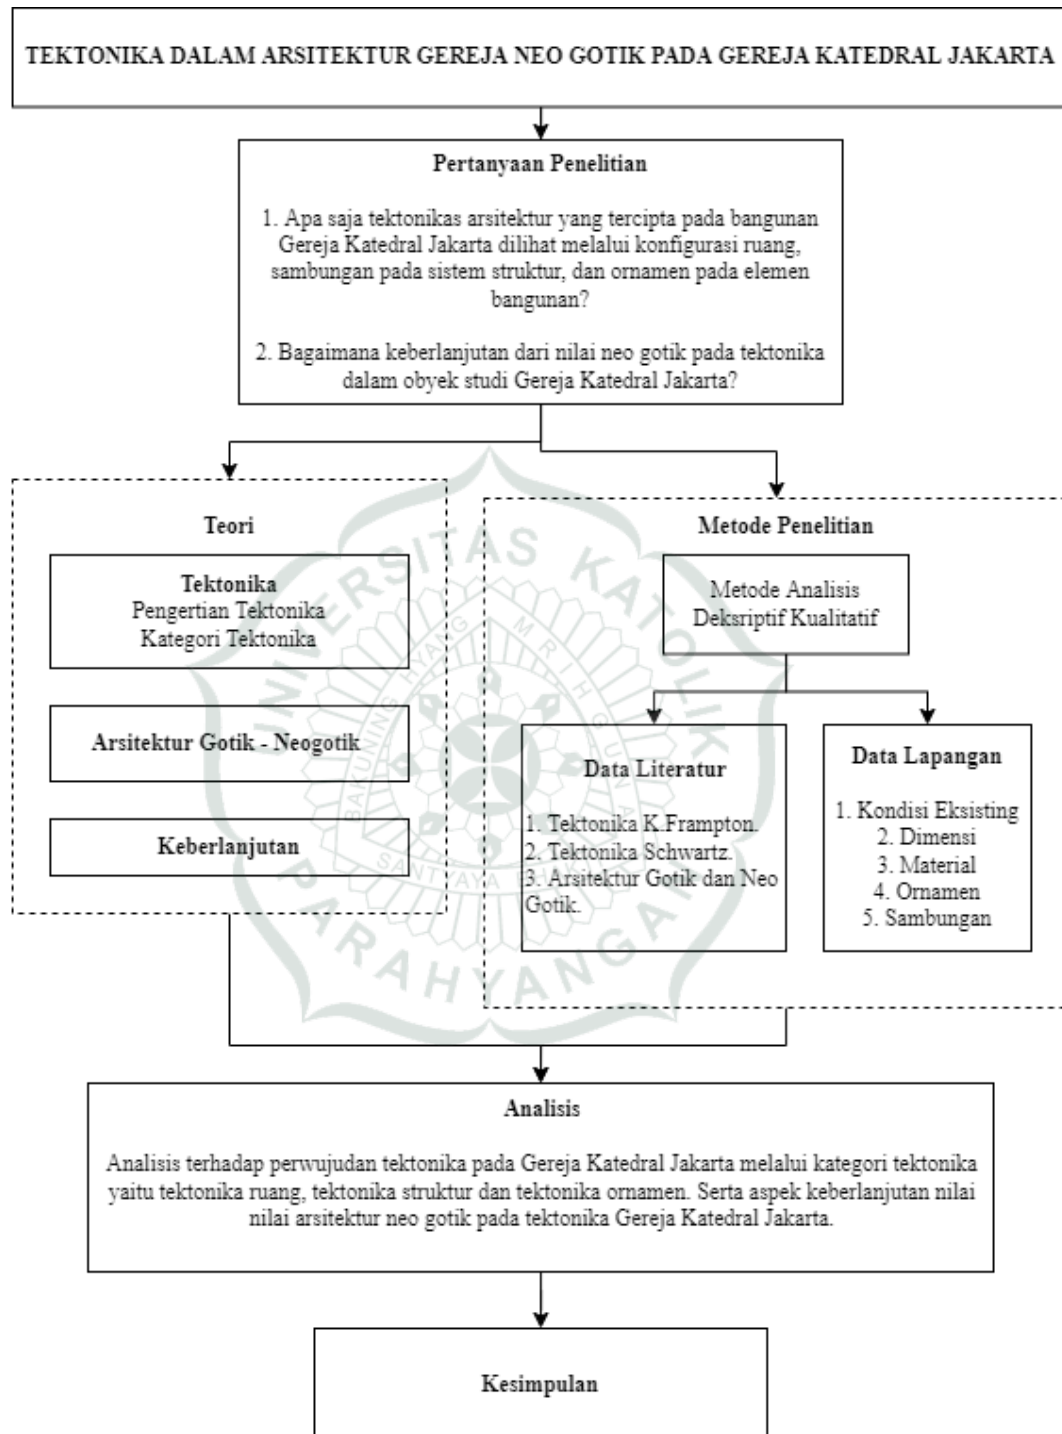 TEKTONIKA DALAM ARSITEKTUR GEREJA NEO GOTIK PADA GEREJA KATEDRAL JAKARTA
Pertanyaan Penelitian
1. Apa saja tektonikas arsitektur yang tercipta pada bangunan
Gereja Katedral Jakarta dilihat melalui konfigurasi ruang,
sambungan pada sistem struktur, dan ornamen pada elemen
bangunan?
2. Bagaimana keberlanjutan dari nilai neo gotik pada tektonika
dalam obyek studi Gereja Katedral Jakarta?
Teori
Tektonika
Pengertian Tektonika
Kategori Tektonika
Arsitektur Gotik - Neogotik
Keberlanjutan
Metode Penelitian
Metode Analisis
Deksriptif Kualitatif
Data Literatur
1. Tektonika K.Frampton.
2. Tektonika Schwartz.
3. Arsitektur Gotik dan Neo
Gotik.
Data Lapangan
1. Kondisi Eksisting
2. Dimensi
3. Material
4. Ornamen
5. Sambungan
UNIVERSITAS KATOLIK
PARAHYANGAN
Analisis
Analisis terhadap perwujudan tektonika pada Gereja Katedral Jakarta melalui kategori tektonika
yaitu tektonika ruang, tektonika struktur dan tektonika ornamen. Serta aspek keberlanjutan nilai
nilai arsitektur neo gotik pada tektonika Gereja Katedral Jakarta.
Kesimpulan